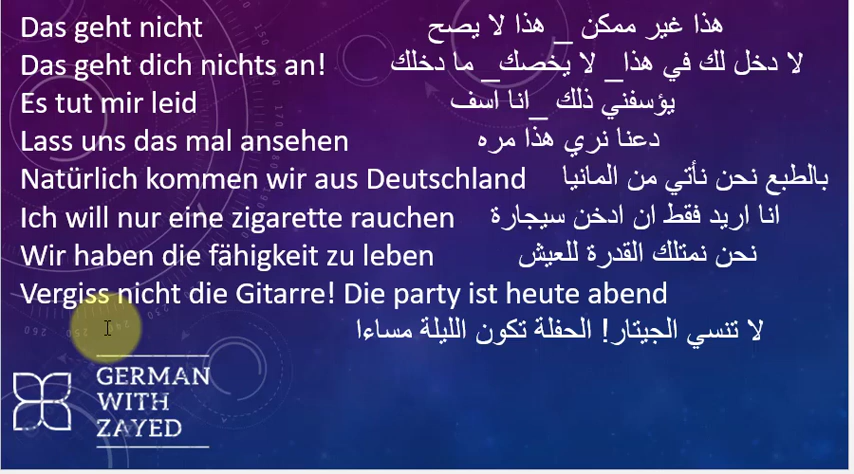 Das geht nicht هذا غير ممكن _ هذا لا يصح
Das geht dich nichts an! لا دخل لك في هذا_ لا يخصك_ ما دخلك
Es tut mir leid يؤسفني ذلك _انا اسف
Lass uns das mal ansehen دعنا نري هذا مره
Natürlich kommen wir aus Deutschland بالطبع نحن نأتي من المانيا
Ich will nur eine zigarette rauchen انا اريد فقط ان ادخن سيجارة
Wir haben die fähigkeit zu leben نحن نمتلك القدرة للعيش
Vergiss nicht die Gitarre! Die party ist heute abend
لا تنسي الجيتار! الحفلة تكون الليلة مساءا
GERMAN
WITH
ZAYED